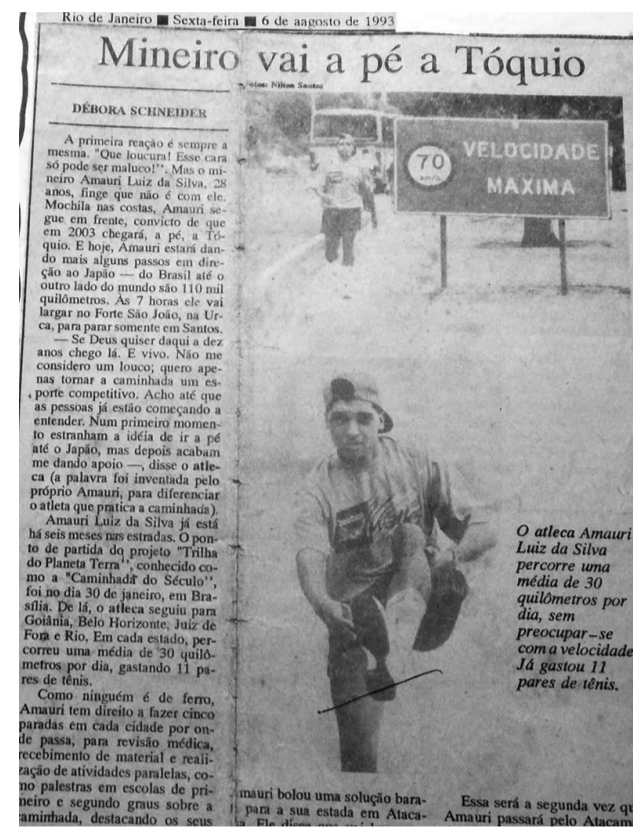 Rio de Janeiro ■ Sexta-feira ■ 6 de aagosto de 1993
Mineiro vai a pé a Tóquio
DÉBORA SCHNEIDER
A primeira reação é sempre a
mesma. "Que loucura! Esse cara
só pode ser maluco!". Mas o mi-
neiro Amauri Luiz da Silva, 28
anos, finge que não é com ele.
Mochila nas costas, Amauri se-
gue em frente, convicto de que
em 2003 chegará, a pé, a Tó-
quio. E hoje, Amauri estará dan-
do mais alguns passos em dire-
ção ao Japão — do Brasil até o
outro lado do mundo são 110 mil
quilômetros. Às 7 horas ele vai
largar no Forte São João, na Ur-
ca, para parar somente em Santos.
— Se Deus quiser daqui a dez
anos chego lá. E vivo. Não me
considero um louco; quero ape-
nas tornar a caminhada um es-
porte competitivo. Acho até que
as pessoas já estão começando a
entender. Num primeiro momen-
to estranham a idéia de ir a pé
até o Japão, mas depois acabam
me dando apoio —, disse o atle-
ca (a palavra foi inventada pelo
próprio Amauri, para diferenciar
o atleta que pratica a caminhada).
Amauri Luiz da Silva já está
há seis meses nas estradas. O pon-
to de partida do projeto "Trilha
do Planeta Terra", conhecido co-
mo a "Caminhada do Século",
foi no dia 30 de janeiro, em Bra-
sília. De lá, o atleca seguiu para
Goiânia, Belo Horizonte, Juiz de
Fora e Rio. Em cada estado, per-
correu uma média de 30 quilô-
metros por dia, gastando 11 pa-
res de tênis.
Como ninguém é de ferro,
Amauri tem direito a fazer cinco
paradas em cada cidade por on-
de passa, para revisão médica,
recebimento de material e reali-
zação de atividades paralelas, co-
mo palestras em escolas de pri-
meiro e segundo graus sobre a
caminhada, destacando os seus
otos: Nilton Santos
70
km/h
VELOCIDADE
MAXIMA
O atleca Amauri
Luiz da Silva
percorre uma
média de 30
quilômetros por
dia, sem
preocupar-se
com a velocidade
Já gastou 11
pares de tênis.
mauri bolou uma solução bara-
para a sua estada em Ataca-
Essa será a segunda vez qu
Amauri passará pelo Atacam